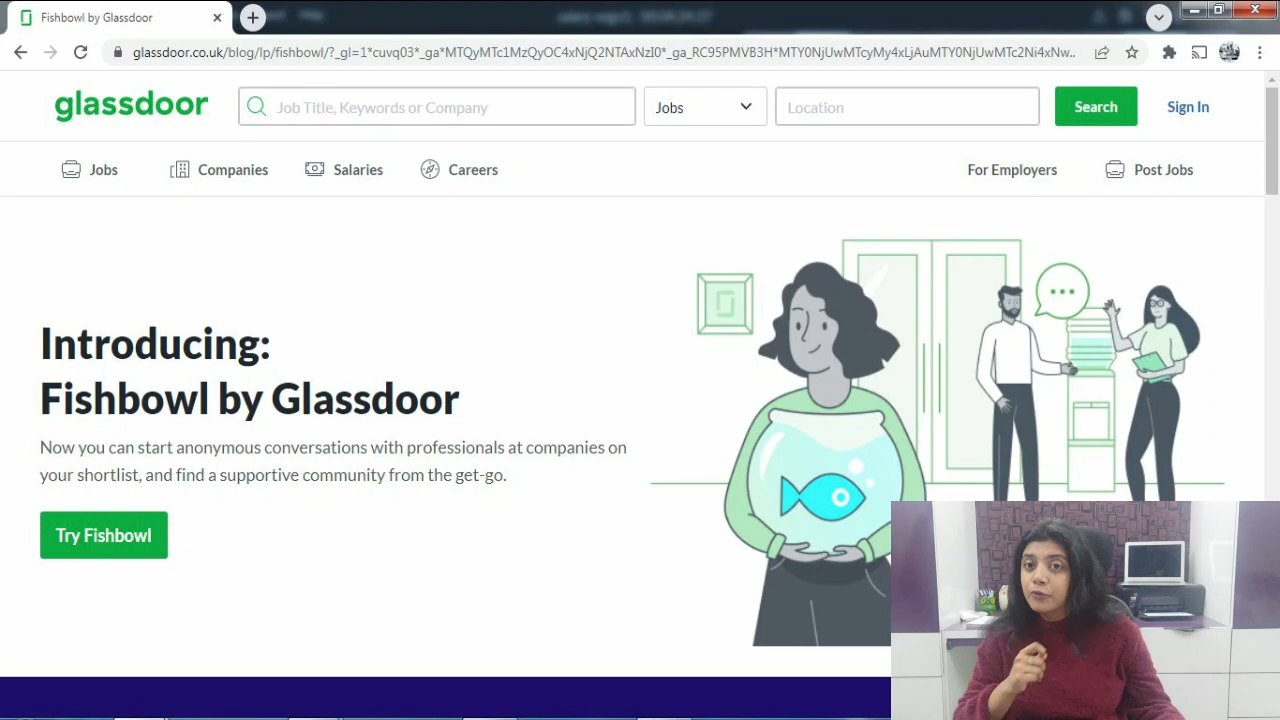 Fishbowl by Glassdoor
glassdoor.co.uk/blog/lp/fishbowl/?_gl=1*cuvq03*_ga*MTQyMTc1MzQyOC4xNjQ2NTAxNzI0*_ga_RC95PMVB3H*MTY0NjUwMTcyMy4xLjAuMTY0NjUwMTc2Ni4xNw..
glassdoor
Job Title, Keywords or Company
Jobs
Location
Search
Sign In
Jobs
Companies
Salaries
Careers
For Employers
Post Jobs
Introducing:
Fishbowl by Glassdoor
Now you can start anonymous conversations with professionals at companies on
your shortlist, and find a supportive community from the get-go.
Try Fishbowl